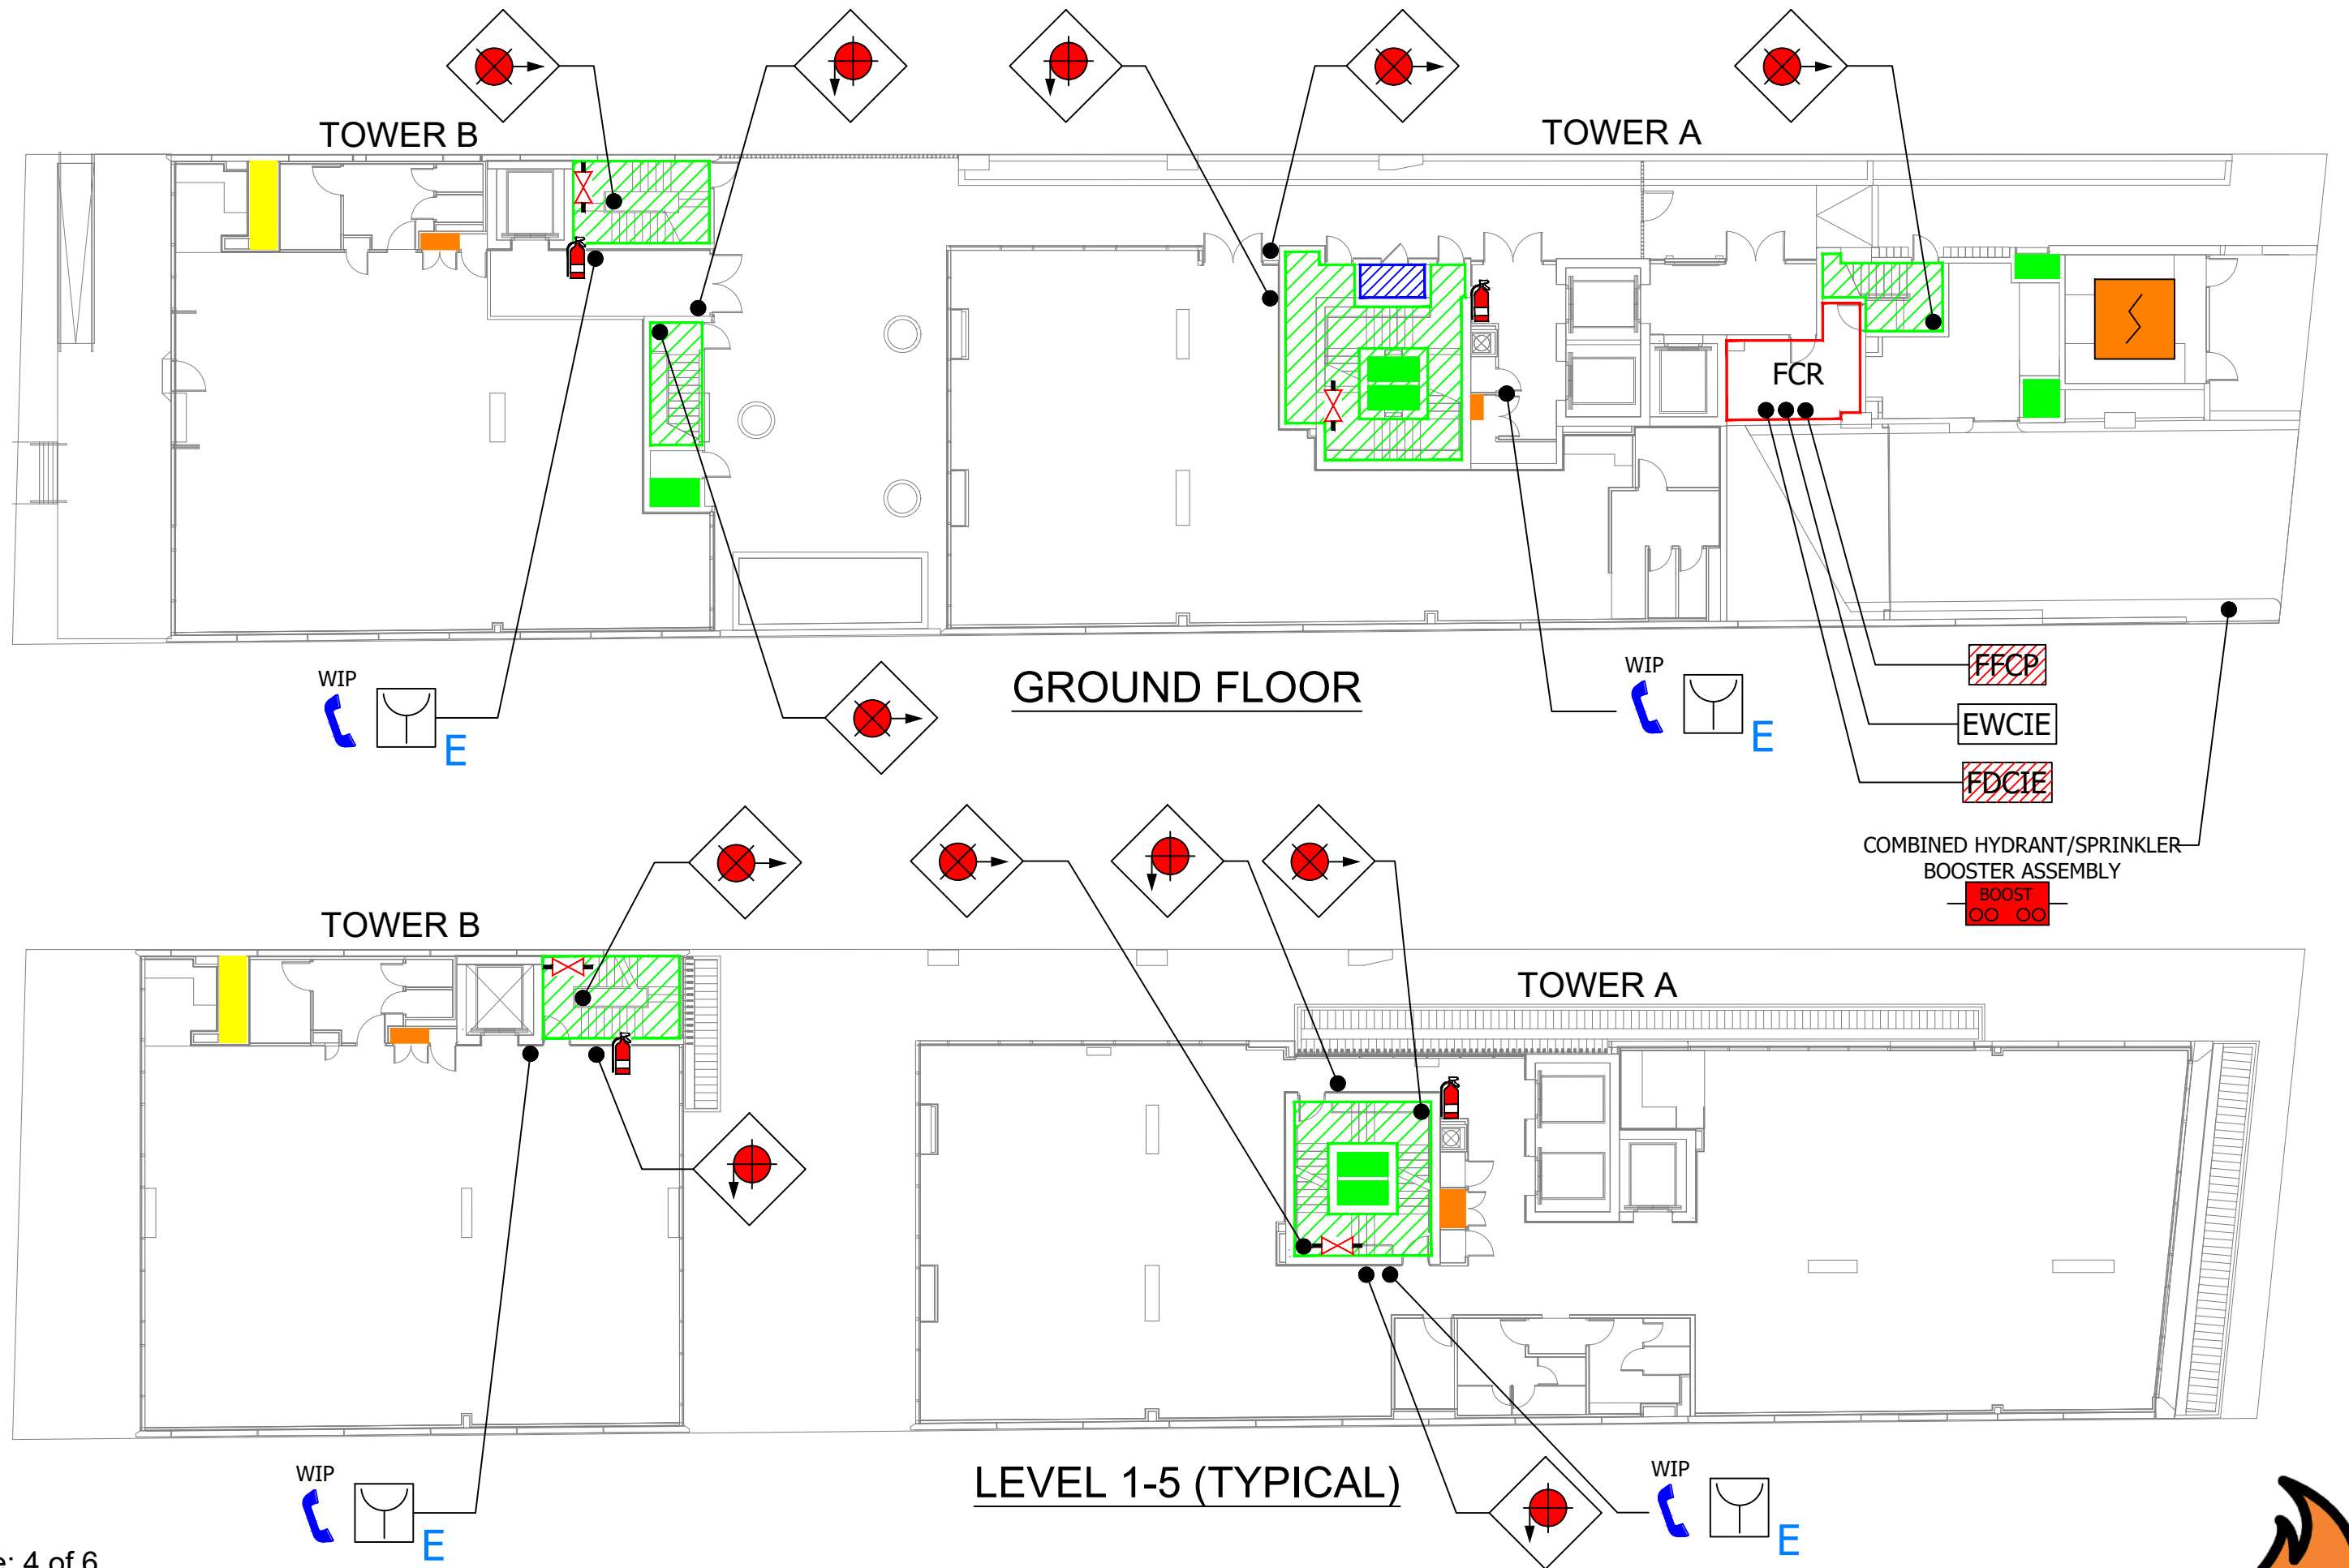 TOWER B
TOWER A
FCR
WIP
E
GROUND FLOOR
WIP
E
FFCP
EWCIE
FDCIE
COMBINED HYDRANT/SPRINKLER
BOOSTER ASSEMBLY
BOOST
TOWER B
TOWER A
WIP
E
LEVEL 1-5 (TYPICAL)
WIP
E
e: 4 of 6